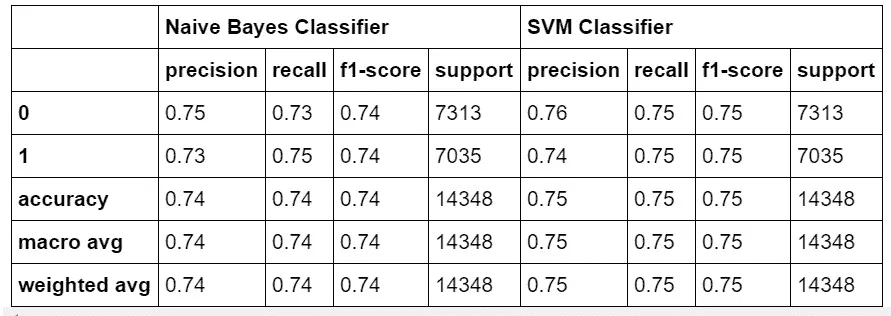 Naive Bayes Classifier SVM Classifier
precision recall f1-score support precision recall f1-score support
0 0.75 0.73 0.74 7313 0.76 0.75 0.75 7313
1 0.73 0.75 0.74 7035 0.74 0.75 0.75 7035
accuracy 0.74 0.74 0.74 14348 0.75 0.75 0.75 14348
macro avg 0.74 0.74 0.74 14348 0.75 0.75 0.75 14348
weighted avg 0.74 0.74 0.74 14348 0.75 0.75 0.75 14348